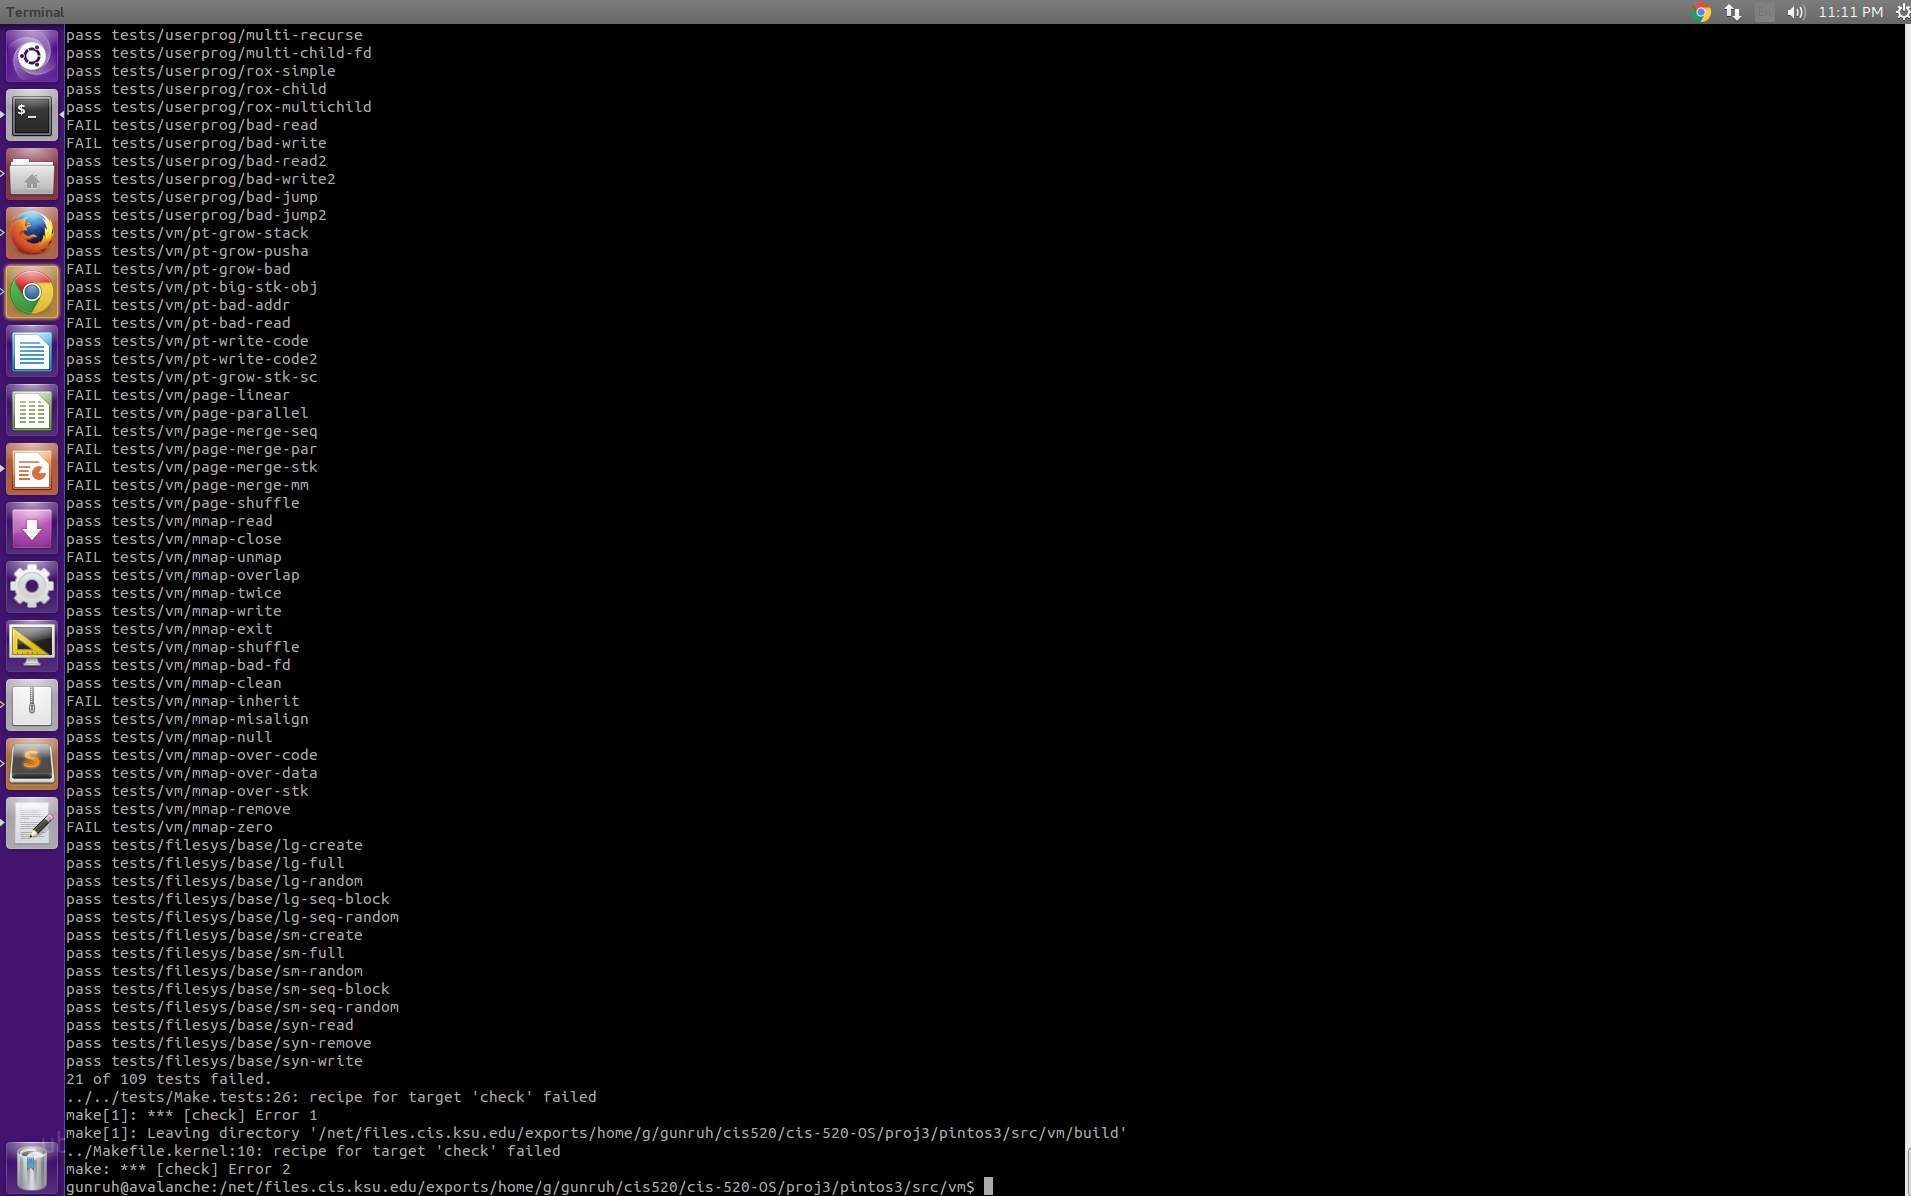 Terminal
11:11 PM
pass tests/userprog/multi-recurse
pass tests/userprog/multi-child-fd
pass tests/userprog/rox-simple
pass tests/userprog/rox-child
pass tests/userprog/rox-multichild
FAIL tests/userprog/bad-read
FAIL tests/userprog/bad-write
pass tests/userprog/bad-read2
pass tests/userprog/bad-write2
pass tests/userprog/bad-jump
pass tests/userprog/bad-jump2
pass tests/vm/pt-grow-stack
pass tests/vm/pt-grow-pusha
FAIL tests/vm/pt-grow-bad
pass tests/vm/pt-big-stk-obj
FAIL tests/vm/pt-bad-addr
FAIL tests/vm/pt-bad-read
pass tests/vm/pt-write-code
pass tests/vm/pt-write-code2
pass tests/vm/pt-grow-stk-sc
FAIL tests/vm/page-linear
FAIL tests/vm/page-parallel
FAIL tests/vm/page-merge-seq
FAIL tests/vm/page-merge-par
FAIL tests/vm/page-merge-stk
FAIL tests/vm/page-merge-mm
pass tests/vm/page-shuffle
pass tests/vm/mmap-read
pass tests/vm/mmap-close
FAIL tests/vm/mmap-unmap
pass tests/vm/mmap-overlap
pass tests/vm/mmap-twice
pass tests/vm/mmap-write
pass tests/vm/mmap-exit
pass tests/vm/mmap-shuffle
pass tests/vm/mmap-bad-fd
pass tests/vm/mmap-clean
FAIL tests/vm/mmap-inherit
pass tests/vm/mmap-misalign
pass tests/vm/mmap-null
pass tests/vm/mmap-over-code
pass tests/vm/mmap-over-data
pass tests/vm/mmap-over-stk
pass tests/vm/mmap-remove
FAIL tests/vm/mmap-zero
pass tests/filesys/base/lg-create
pass tests/filesys/base/lg-full
pass tests/filesys/base/lg-random
pass tests/filesys/base/lg-seq-block
pass tests/filesys/base/lg-seq-random
pass tests/filesys/base/sm-create
pass tests/filesys/base/sm-full
pass tests/filesys/base/sm-random
pass tests/filesys/base/sm-seq-block
pass tests/filesys/base/sm-seq-random
pass tests/filesys/base/syn-read
pass tests/filesys/base/syn-remove
pass tests/filesys/base/syn-write
21 of 109 tests failed.
../../tests/Make.tests:26: recipe for target 'check' failed
make[1]: *** [check] Error 1
make[1]: Leaving directory '/net/files.cis.ksu.edu/exports/home/g/gunruh/cis520/cis-520-OS/proj3/pintos3/src/vm/build'
../Makefile.kernel:10: recipe for target 'check' failed
make: *** [check] Error 2
gunruh@avalanche:/net/files.cis.ksu.edu/exports/home/g/gunruh/cis520/cis-520-OS/proj3/pintos3/src/vm$